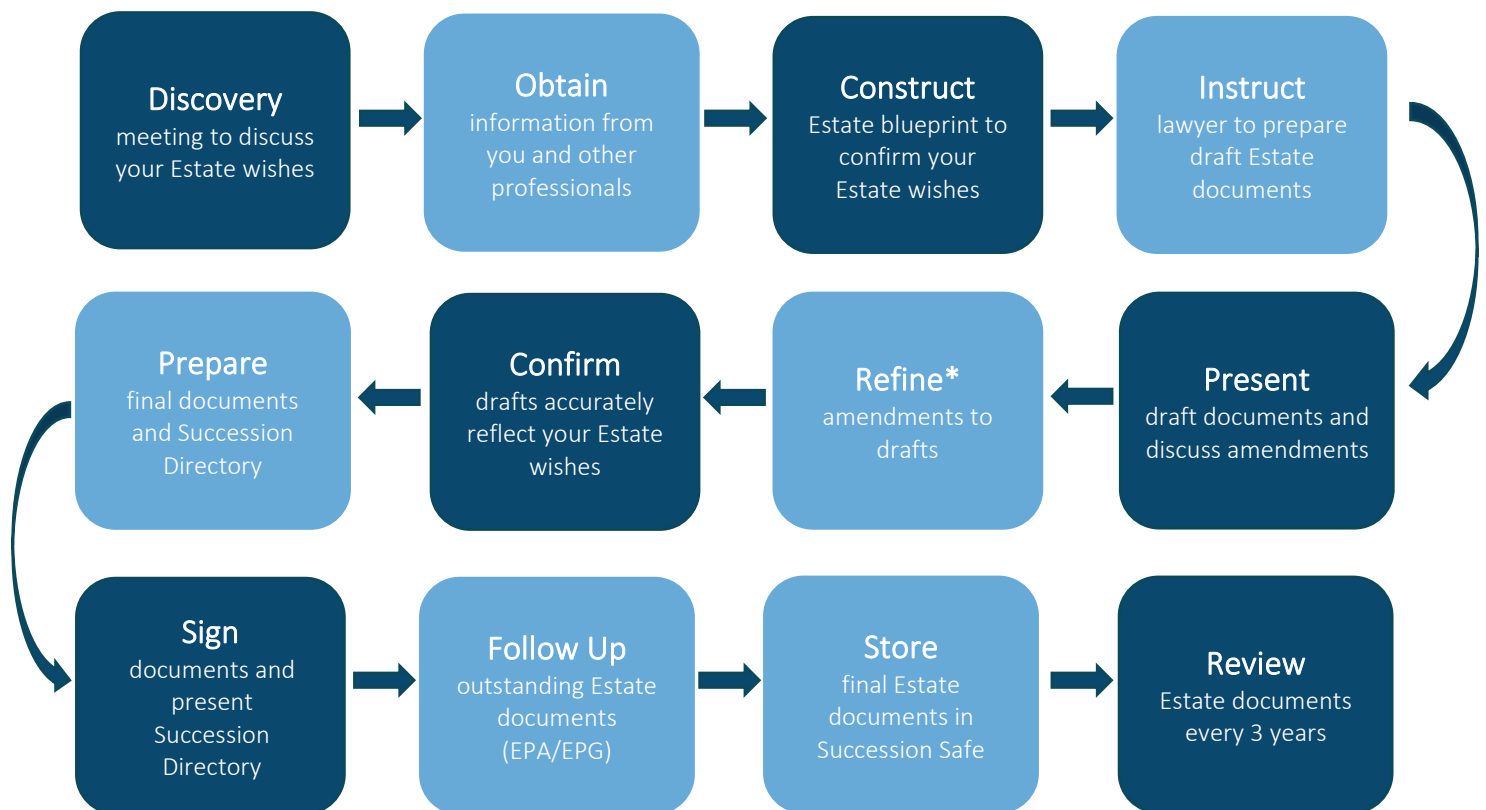 Discovery
meeting to discuss
your Estate wishes
Obtain
information from
you and other
professionals
Construct
Estate blueprint to
confirm your
Estate wishes
Instruct
lawyer to prepare
draft Estate
documents
Present
draft documents and
discuss amendments
Refine*
amendments to
drafts
Confirm
drafts accurately
reflect your Estate
wishes
Prepare
final documents
and Succession
Directory
Sign
documents and
present
Succession
Directory
Follow Up
outstanding Estate
documents
(EPA/EPG)
Store
final Estate
documents in
Succession Safe
Review
Estate documents
every 3 years